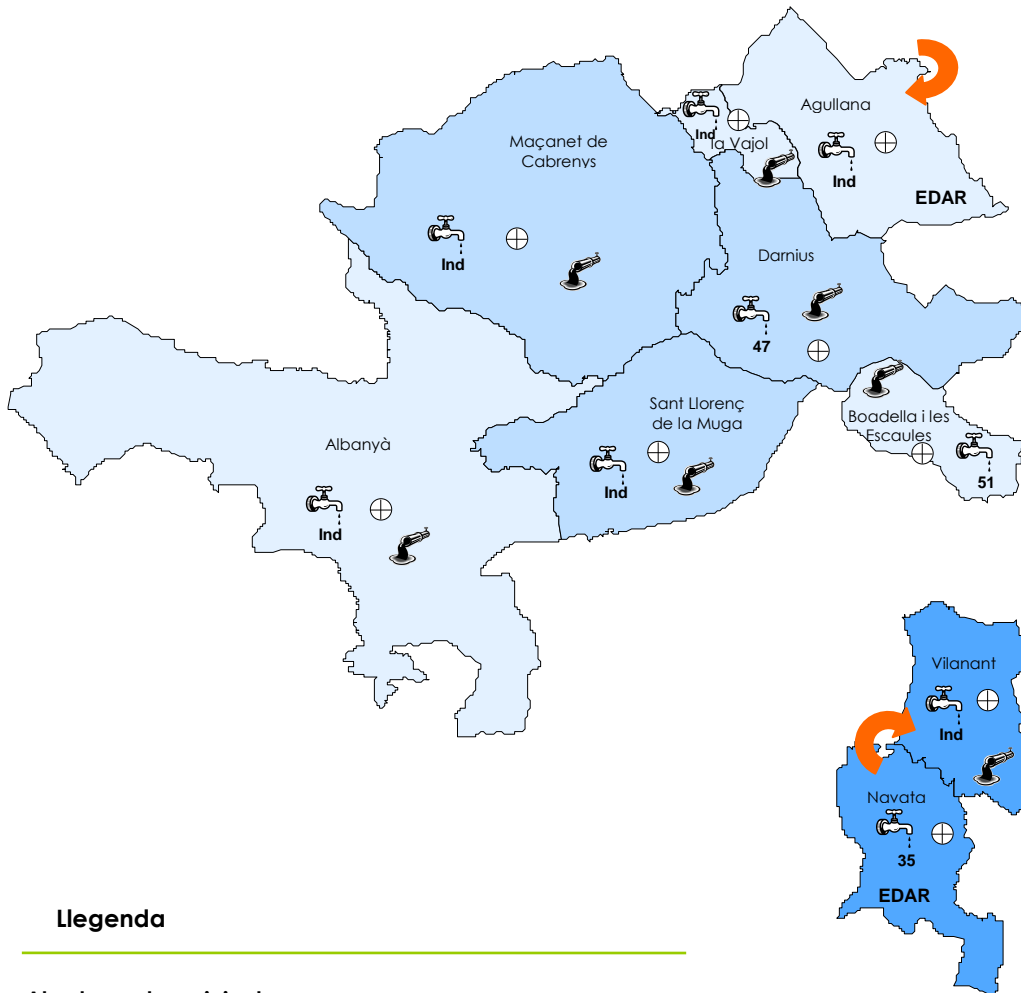 Agullana
Ind
la Vajol
Maçanet de
Cabrenys
Ind
EDAR
Ind
Darnius
47
Sant Llorenç
de la Muga
Boadella i les
Escaules
Albanyà
Ind
51
Ind
Vilanant
Ind
Navata
35
EDAR
Llegenda